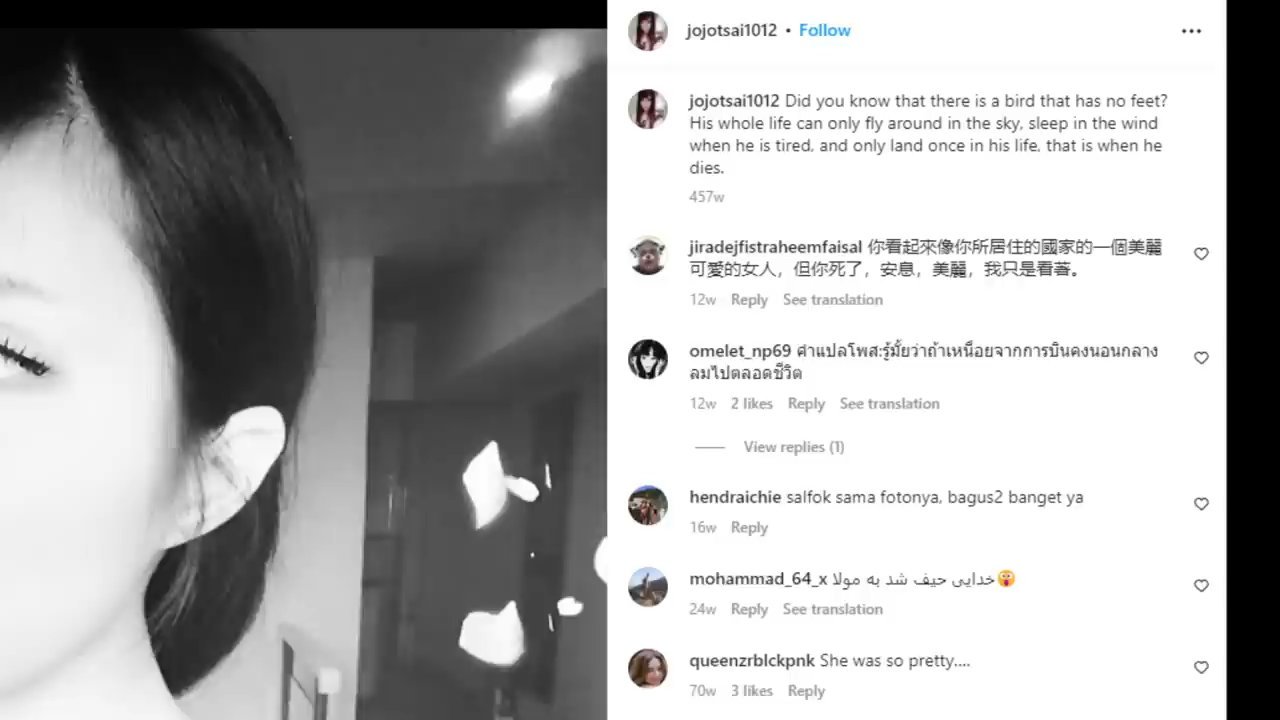 jojotsai1012 • Follow
jojotsai1012 Did you know that there is a bird that has no feet?
His whole life can only fly around in the sky, sleep in the wind
when he is tired, and only land once in his life, that is when he
dies.
457w
jiradejfistraheemfaisal 你看起來像你所居住的國家的一個美麗
可愛的女人，但你死了，安息，美麗，我只是看著。
12w Reply See translation
omelet_np69 คำแปลโพส:รู้มั้ยว่าถ้าเหนื่อยจากการบินคงนอนกลาง
ลมไปตลอดชีวิต
12w 2 likes Reply See translation
View replies (1)
hendraichie salfok sama fotonya, bagus2 banget ya
16w Reply
mohammad_64_x خدایی حیف شد به مولا😲
24w Reply See translation
queenzrblckpnk She was so pretty....
70w 3 likes Reply